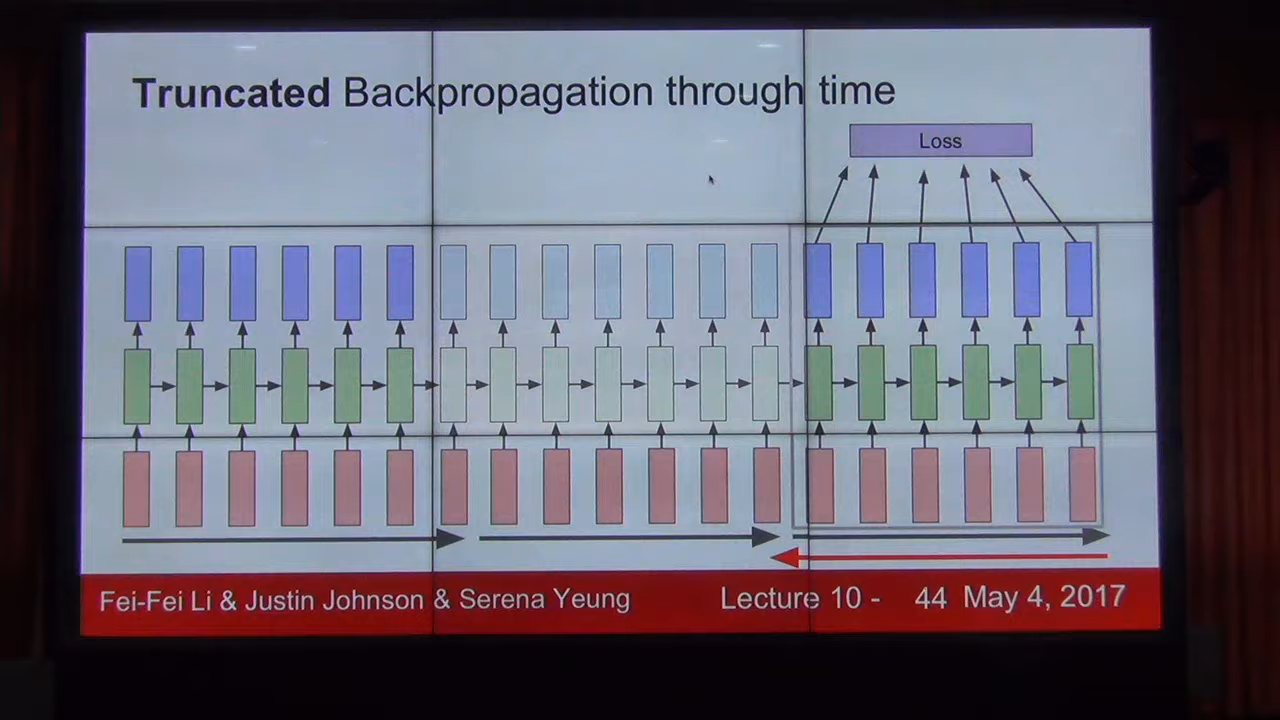 Truncated Backpropagation through time
Loss
Fei-Fei Li & Justin Johnson & Serena Yeung
Lecture 10 - 44 May 4, 2017